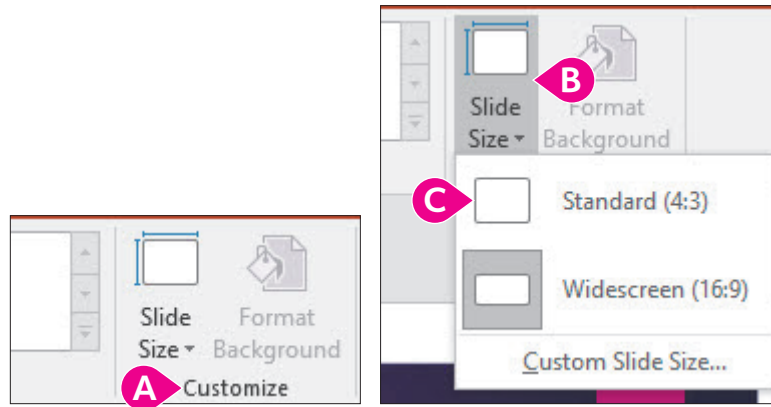 Slide
Size
Format
Background
A
Customize
B
Slide
Size
Format
Background
C
Standard (4:3)
Widescreen (16:9)
Custom Slide Size...